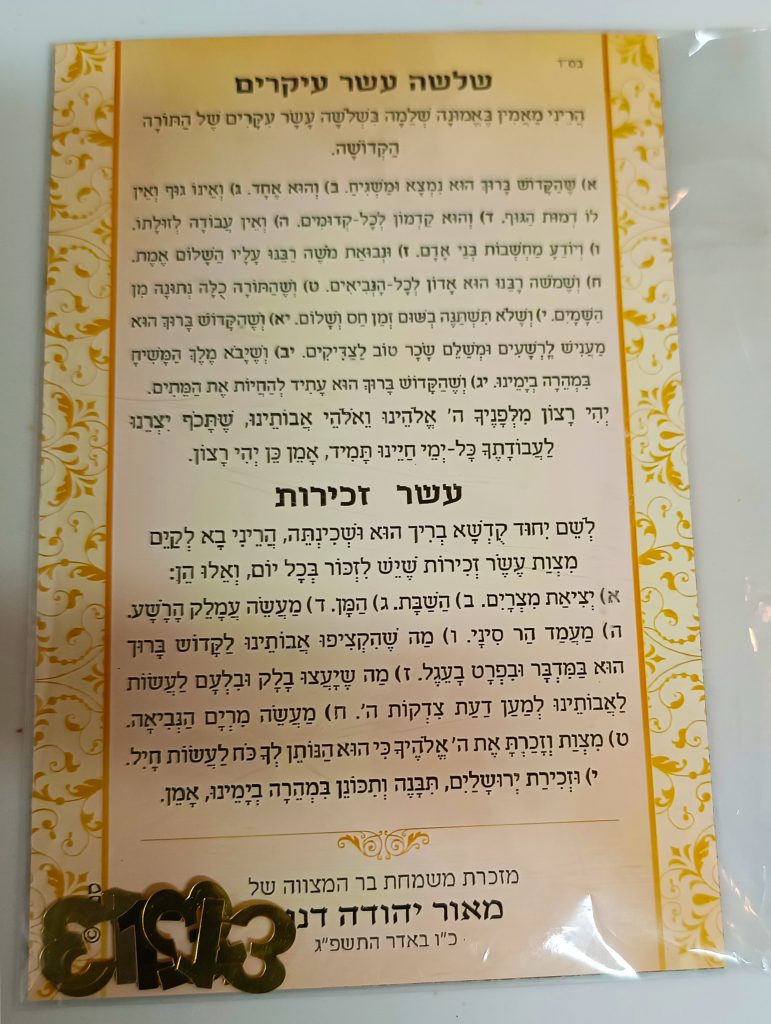 בס"ד
שלשה עשר עיקרים
הֲרֵינִי מַאֲמִין בֶּאֱמוּנָה שְׁלֵמָה בִּשְׁלֹשָׁה עָשָׂר עִקָּרִים שֶׁל הַתּוֹרָה
הַקְּדוֹשָׁה.
א) שֶׁהַקָּדוֹשׁ בָּרוּךְ הוּא נִמְצָא וּמַשְׁגִּיחַ. ב) וְהוּא אֶחָד. ג) וְאֵינוֹ גוּף וְאֵין
לוֹ דְּמוּת הַגּוּף. ד) וְהוּא קַדְמוֹן לְכָל-קְדוּמִים. ה) וְאֵין עֲבוֹדָה לְזוּלָתוֹ.
ו) וְיוֹדֵעַ מַחְשְׁבוֹת בְּנֵי אָדָם. ז) וּנְבוּאַת מֹשֶׁה רַבֵּנוּ עָלָיו הַשָּׁלוֹם אֱמֶת.
ח) וְשֶׁמֹּשֶׁה רַבֵּנוּ הוּא אָדוֹן לְכָל-הַנְּבִיאִים. ט) וְשֶׁהַתּוֹרָה כֻּלָּהּ נְתוּנָה מִן
הַשָּׁמַיִם. י) וְשֶׁלֹּא תִּשְׁתַּנֶּה בְּשׁוּם זְמַן חַס וְשָׁלוֹם. יא) וְשֶׁהַקָּדוֹשׁ בָּרוּךְ הוּא
מַעֲנִישׁ לָרְשָׁעִים וּמְשַׁלֵּם שָׂכָר טוֹב לַצַּדִּיקִים. יב) וְשֶׁיָּבֹא מֶלֶךְ הַמָּשִׁיחַ
בִּמְהֵרָה בְיָמֵינוּ. יג) וְשֶׁהַקָּדוֹשׁ בָּרוּךְ הוּא עָתִיד לְהַחֲיוֹת אֶת הַמֵּתִים.
יְהִי רָצוֹן מִלְּפָנֶיךָ ה' אֱלֹהֵינוּ וֵאלֹהֵי אֲבוֹתֵינוּ, שֶׁתָּכֹף יִצְרֵנוּ
לַעֲבוֹדָתֶךָ כָּל-יְמֵי חַיֵּינוּ תָּמִיד, אָמֵן כֵּן יְהִי רָצוֹן.
עשר זכירות
לְשֵׁם יִחוּד קֻדְשָׁא בְּרִיךְ הוּא וּשְׁכִינְתֵּהּ, הֲרֵינִי בָא לְקַיֵּם
מִצְוַת עֶשֶׂר זְכִירוֹת שֶׁיֵּשׁ לִזְכּוֹר בְּכָל יוֹם, וְאֵלוּ הֵן:
א) יְצִיאַת מִצְרַיִם. ב) הַשַּׁבָּת. ג) הַמָּן. ד) מַעֲשֵׂה עֲמָלֵק הָרָשָׁע.
ה) מַעֲמַד הַר סִינַי. ו) מַה שֶּׁהִקְצִיפוּ אֲבוֹתֵינוּ לַקָּדוֹשׁ בָּרוּךְ
הוּא בַּמִּדְבָּר וּבִפְרָט בָּעֵגֶל. ז) מַה שֶּׁיָּעֲצוּ בָּלָק וּבִלְעָם לַעֲשׂוֹת
לַאֲבוֹתֵינוּ לְמַעַן דַּעַת צִדְקוֹת ה'. ח) מַעֲשֵׂה מִרְיָם הַנְּבִיאָה.
ט) מִצְוַת וְזָכַרְתָּ אֶת ה' אֱלֹהֶיךָ כִּי הוּא הַנּוֹתֵן לְךָ כֹּחַ לַעֲשׂוֹת חָיִל.
י) וּזְכִירַת יְרוּשָׁלַיִם, תִּבָּנֶה וְתִכּוֹנֵן בִּמְהֵרָה בְיָמֵינוּ, אָמֵן.
מזכרת משמחת בר המצווה של
מאור יהודה
כ"ו באדר התשפ"ג
©